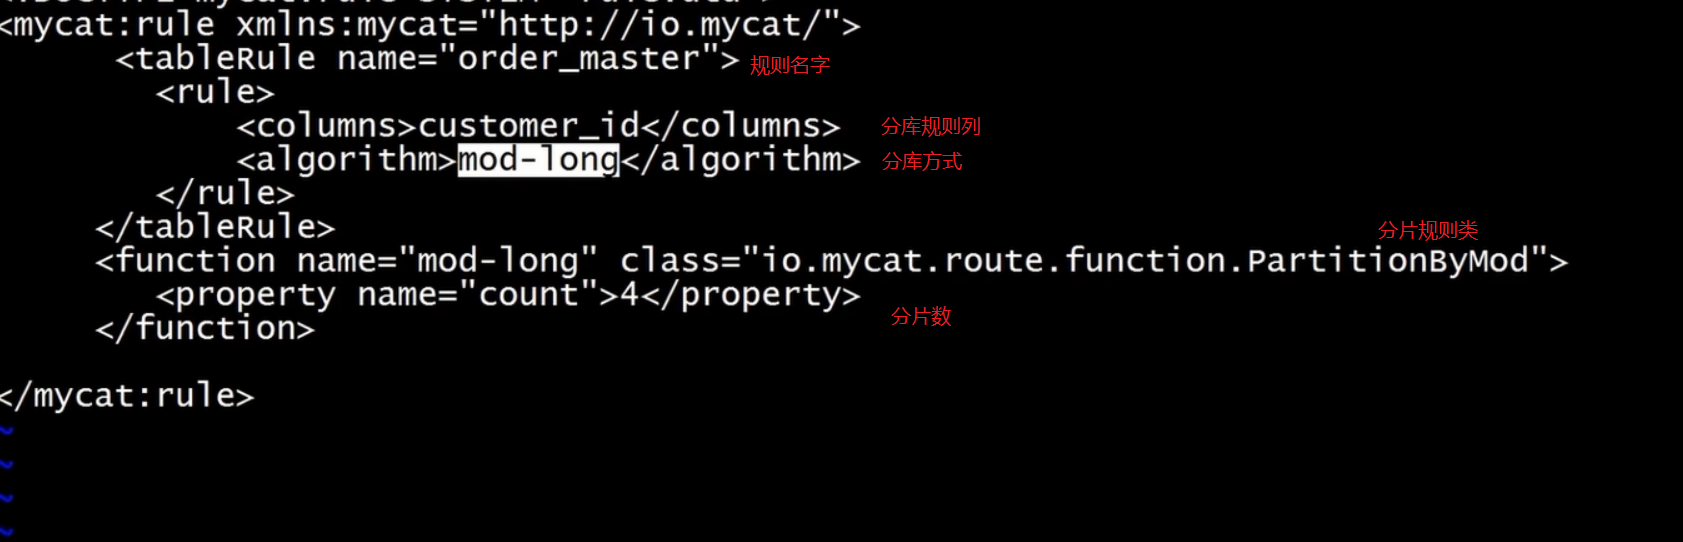 <mycat:rule xmlns:mycat="http://io.mycat/">
<tableRule name="order_master"> 规则名字
<rule>
<columns>customer_id</columns> 分库规则列
<algorithm>mod-long</algorithm> 分库方式
</rule>
</tableRule>
分片规则类
<function name="mod-long" class="io.mycat.route.function.PartitionByMod">
<property name="count">4</property>
分片数
</function>
</mycat:rule>
~
~
~
~